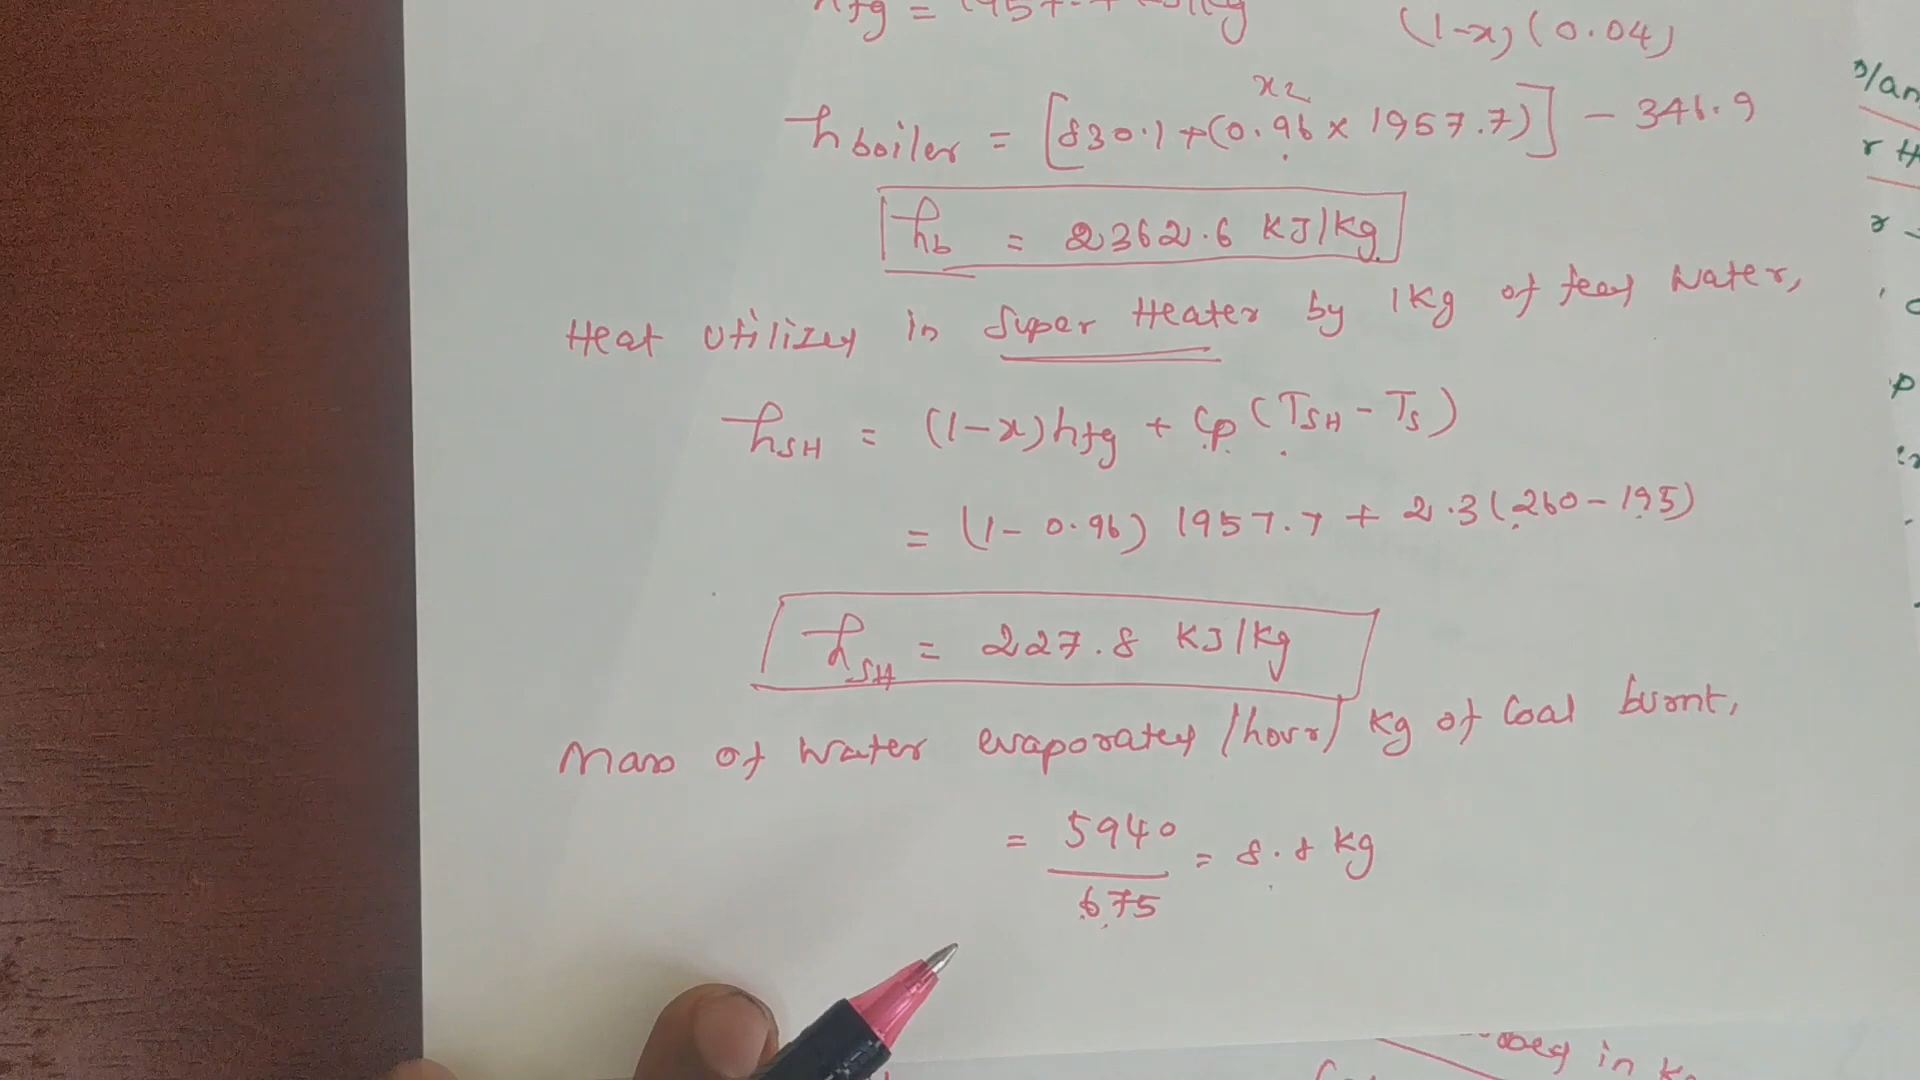 (1-x)(0.04)
x2
hboiler = [830.1+(0.96 x 1957.7)] - 346.9
hb = 2362.6 KJ/kg
Heat Utilized in Super Heater by 1Kg of feed Water,
hSH = (1-x)hfg + Cp(TSH - TS)
= (1- 0.96) 1957.7 + 2.3(260-195)
hSH = 227.8 KJ/kg
Mass of Water evaporated /hour/ kg of Coal burnt,
= 5940
675
= 8.8 kg